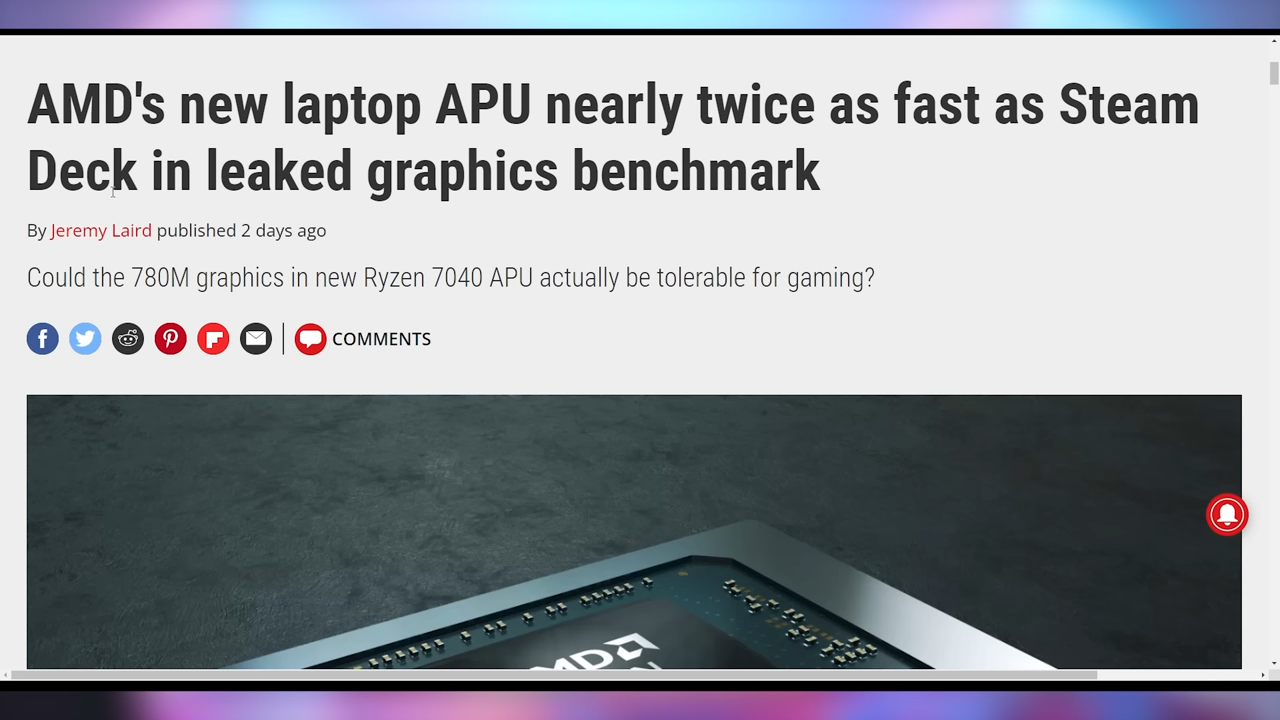 AMD's new laptop APU nearly twice as fast as Steam
Deck in leaked graphics benchmark
By Jeremy Laird published 2 days ago
Could the 780M graphics in new Ryzen 7040 APU actually be tolerable for gaming?
COMMENTS